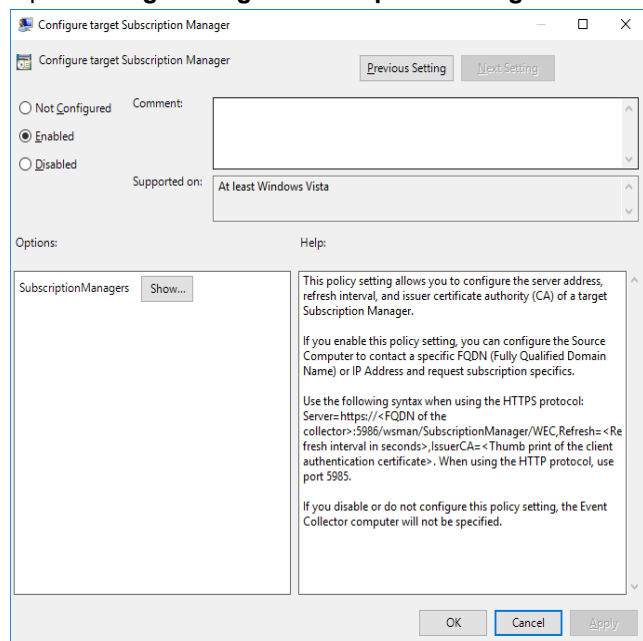 Configure target Subscription Manager
Configure target Subscription Manager
Previous Setting
Next Setting
Not Configured
Comment:
Enabled
Disabled
Supported on:
At least Windows Vista
Options:
Help:
SubscriptionManagers
Show...
This policy setting allows you to configure the server address,
refresh interval, and issuer certificate authority (CA) of a target
Subscription Manager.
If you enable this policy setting, you can configure the Source
Computer to contact a specific FQDN (Fully Qualified Domain
Name) or IP Address and request subscription specifics.
Use the following syntax when using the HTTPS protocol:
Server=https://<FQDN of the
collector>:5986/wsman/SubscriptionManager/WEC,Refresh=<Re
fresh interval in seconds>,IssuerCA=<Thumb print of the client
authentication certificate>. When using the HTTP protocol, use
port 5985.
If you disable or do not configure this policy setting, the Event
Collector computer will not be specified.
OK
Cancel
Apply